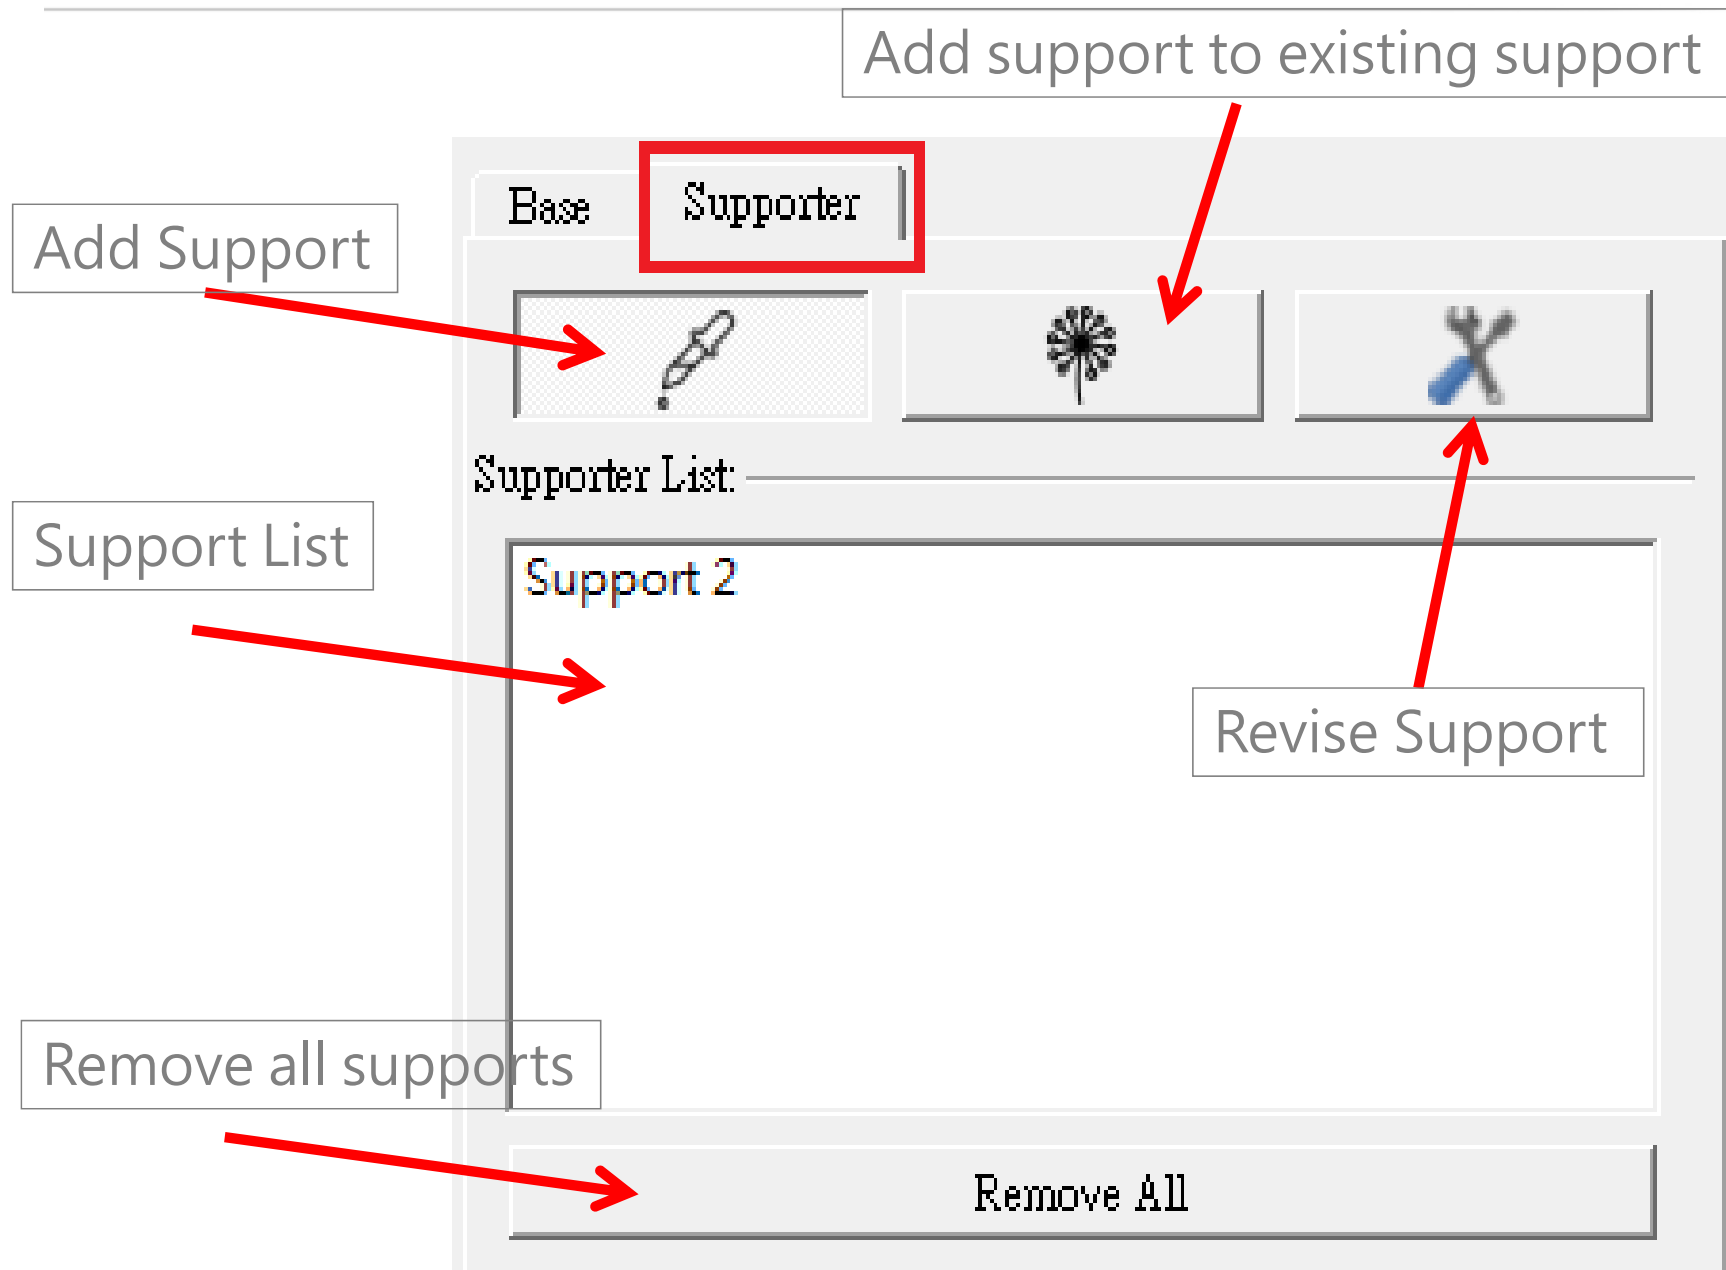 Add support to existing support
Base
Supporter
Add Support
Supporter List:
Support List
Support 2
Revise Support
Remove all supports
Remove All